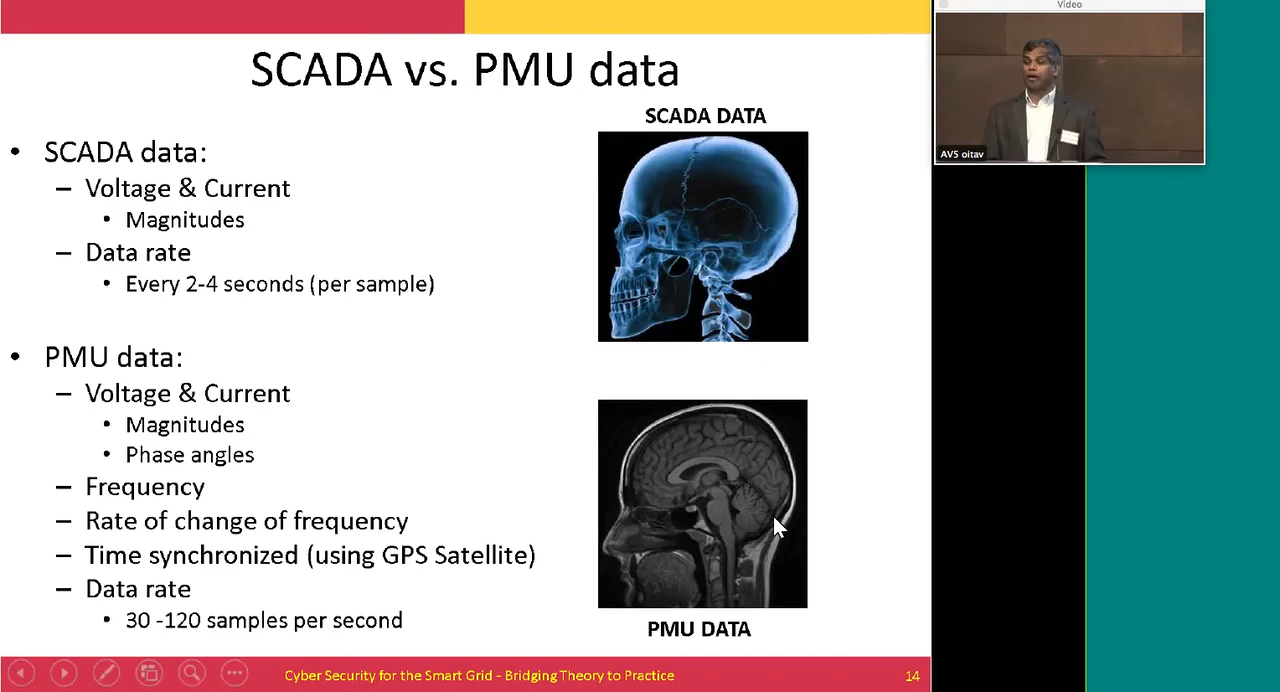 Video
SCADA vs. PMU data
SCADA DATA
• SCADA data:
– Voltage & Current
• Magnitudes
– Data rate
• Every 2-4 seconds (per sample)
AV5 oitav
• PMU data:
– Voltage & Current
• Magnitudes
• Phase angles
– Frequency
– Rate of change of frequency
– Time synchronized (using GPS Satellite)
– Data rate
• 30 -120 samples per second
PMU DATA
Cyber Security for the Smart Grid - Bridging Theory to Practice
14